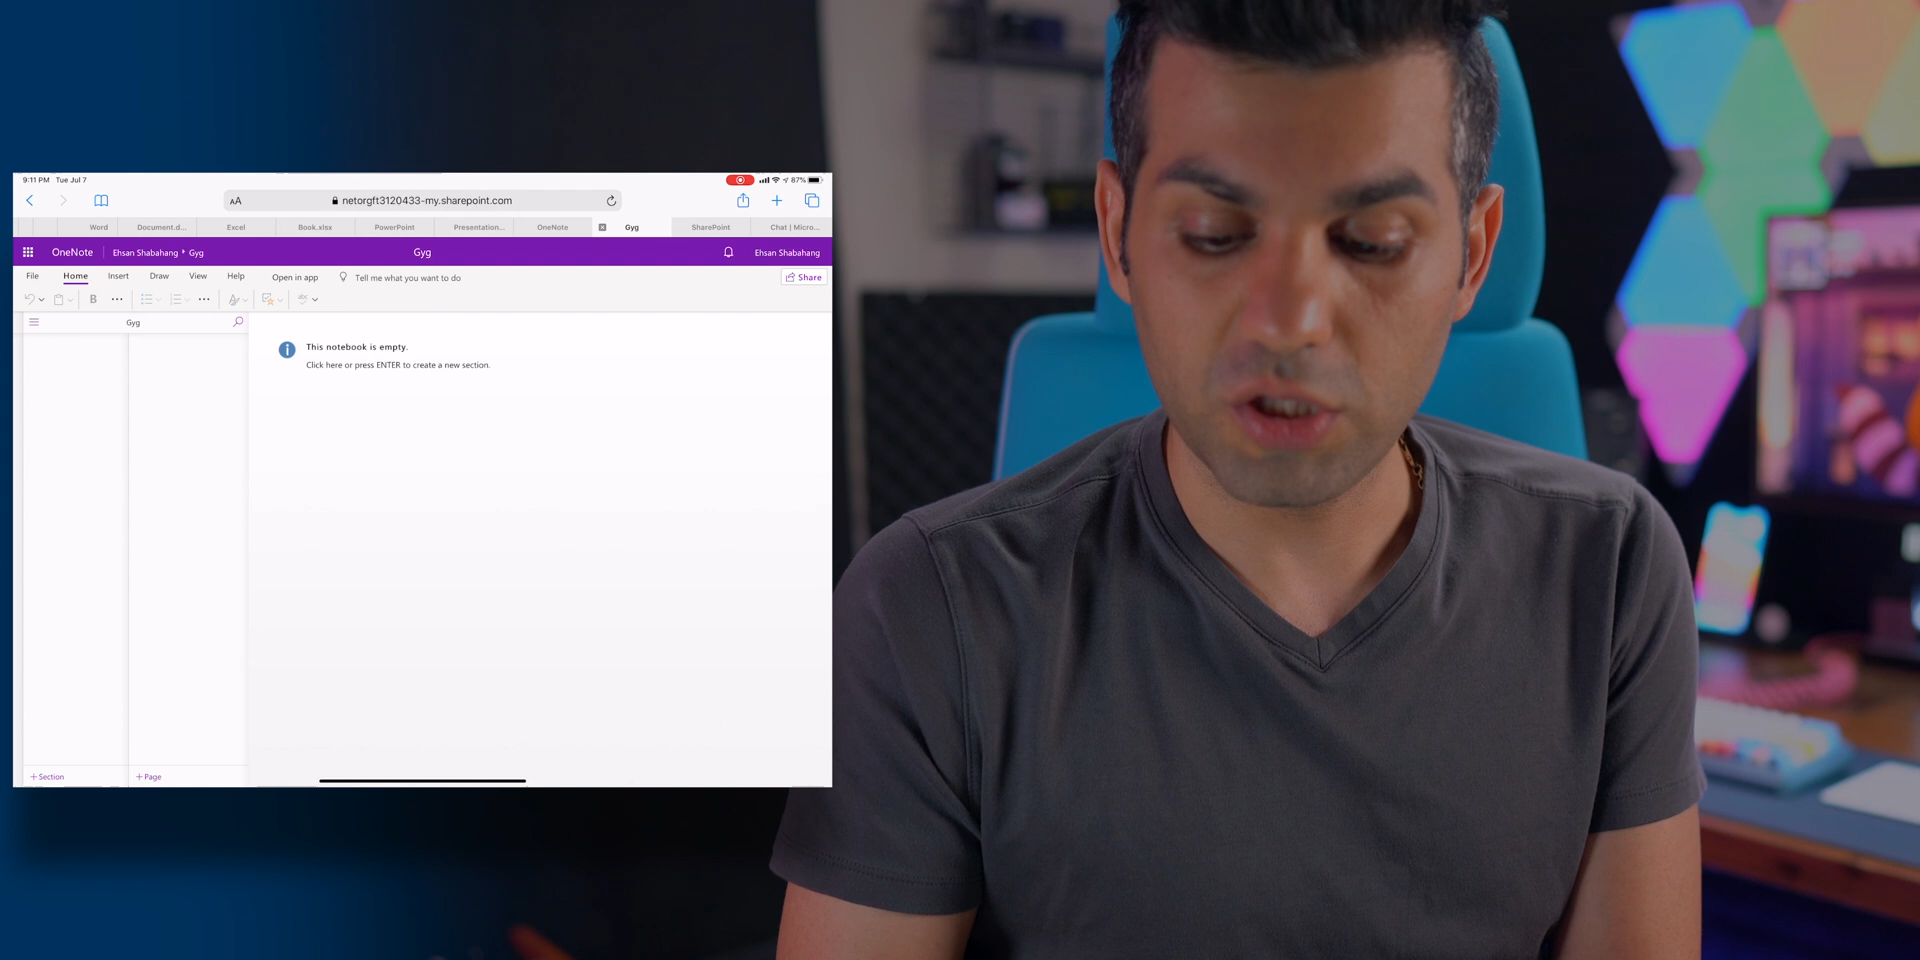 9:11 PM Tue Jul 7
87%
AA
netorgft3120433-my.sharepoint.com
Word
Document.d...
Excel
Book.xlsx
PowerPoint
Presentation...
OneNote
Gyg
SharePoint
Chat | Micro...
OneNote
Ehsan Shabahang
Gyg
Gyg
Ehsan Shabahang
File
Home
Insert
Draw
View
Help
Open in app
Tell me what you want to do
Share
B
abc
Gyg
This notebook is empty.
Click here or press ENTER to create a new section.
+ Section
+ Page